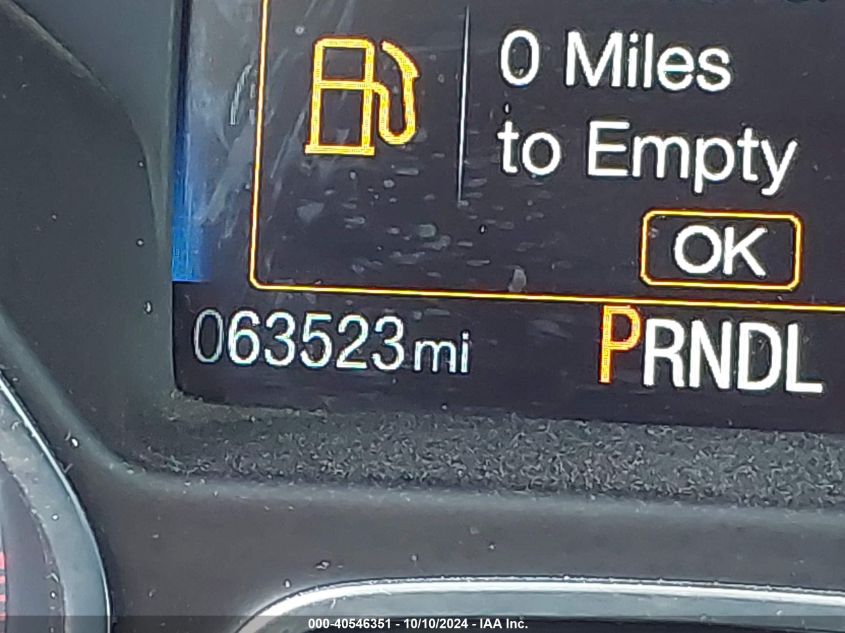 0 Miles
to Empty
OK
063523mi
PRNDL
000-40546351 - 10/10/2024 - IAA Inc.